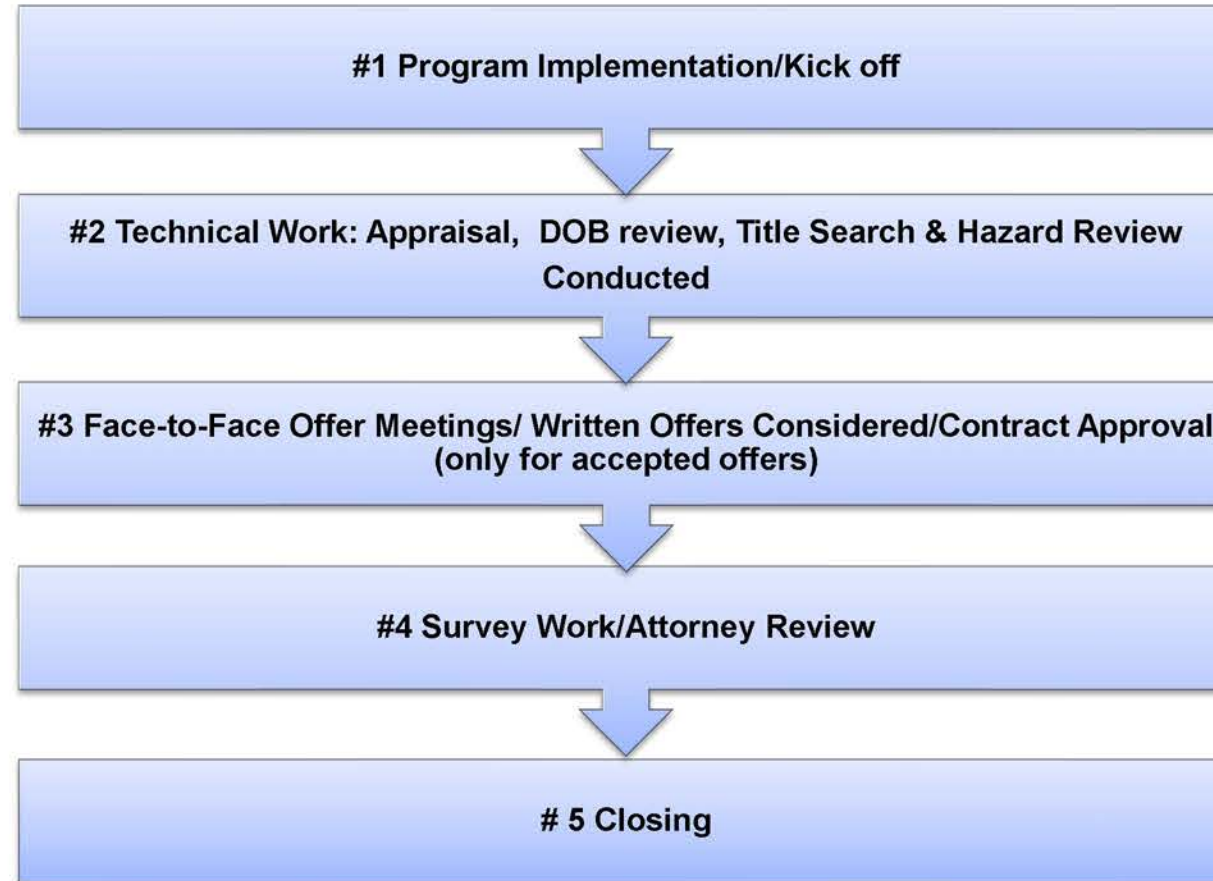 #1 Program Implementation/Kick off
#2 Technical Work: Appraisal, DOB review, Title Search & Hazard Review
Conducted
#3 Face-to-Face Offer Meetings/ Written Offers Considered/Contract Approval
(only for accepted offers)
#4 Survey Work/Attorney Review
# 5 Closing